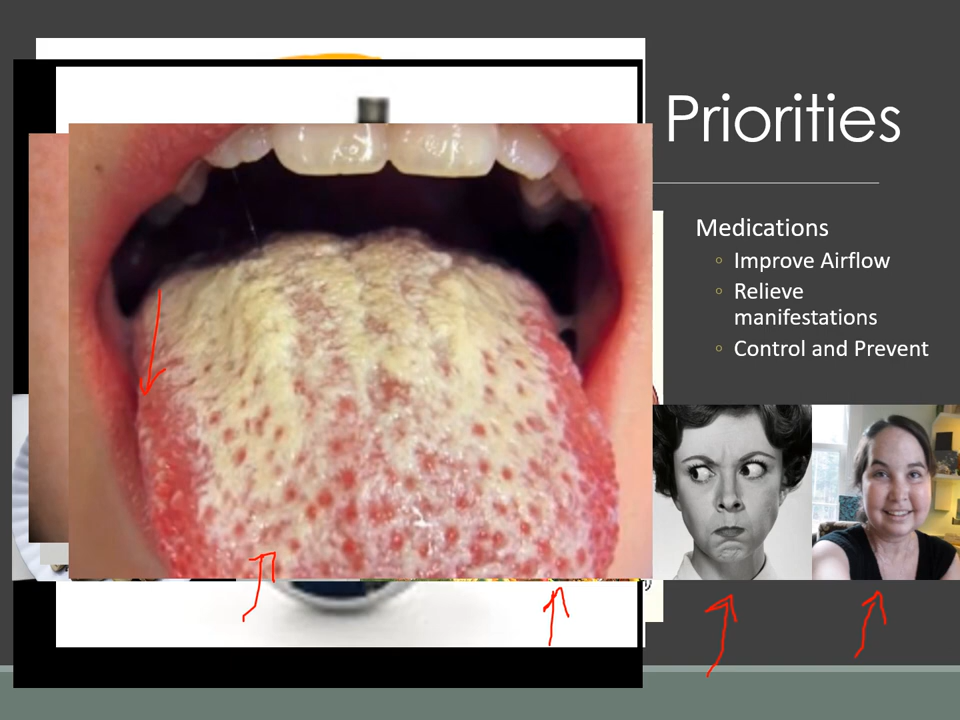 Priorities
Medications
Improve Airflow
Relieve
manifestations
Control and Prevent